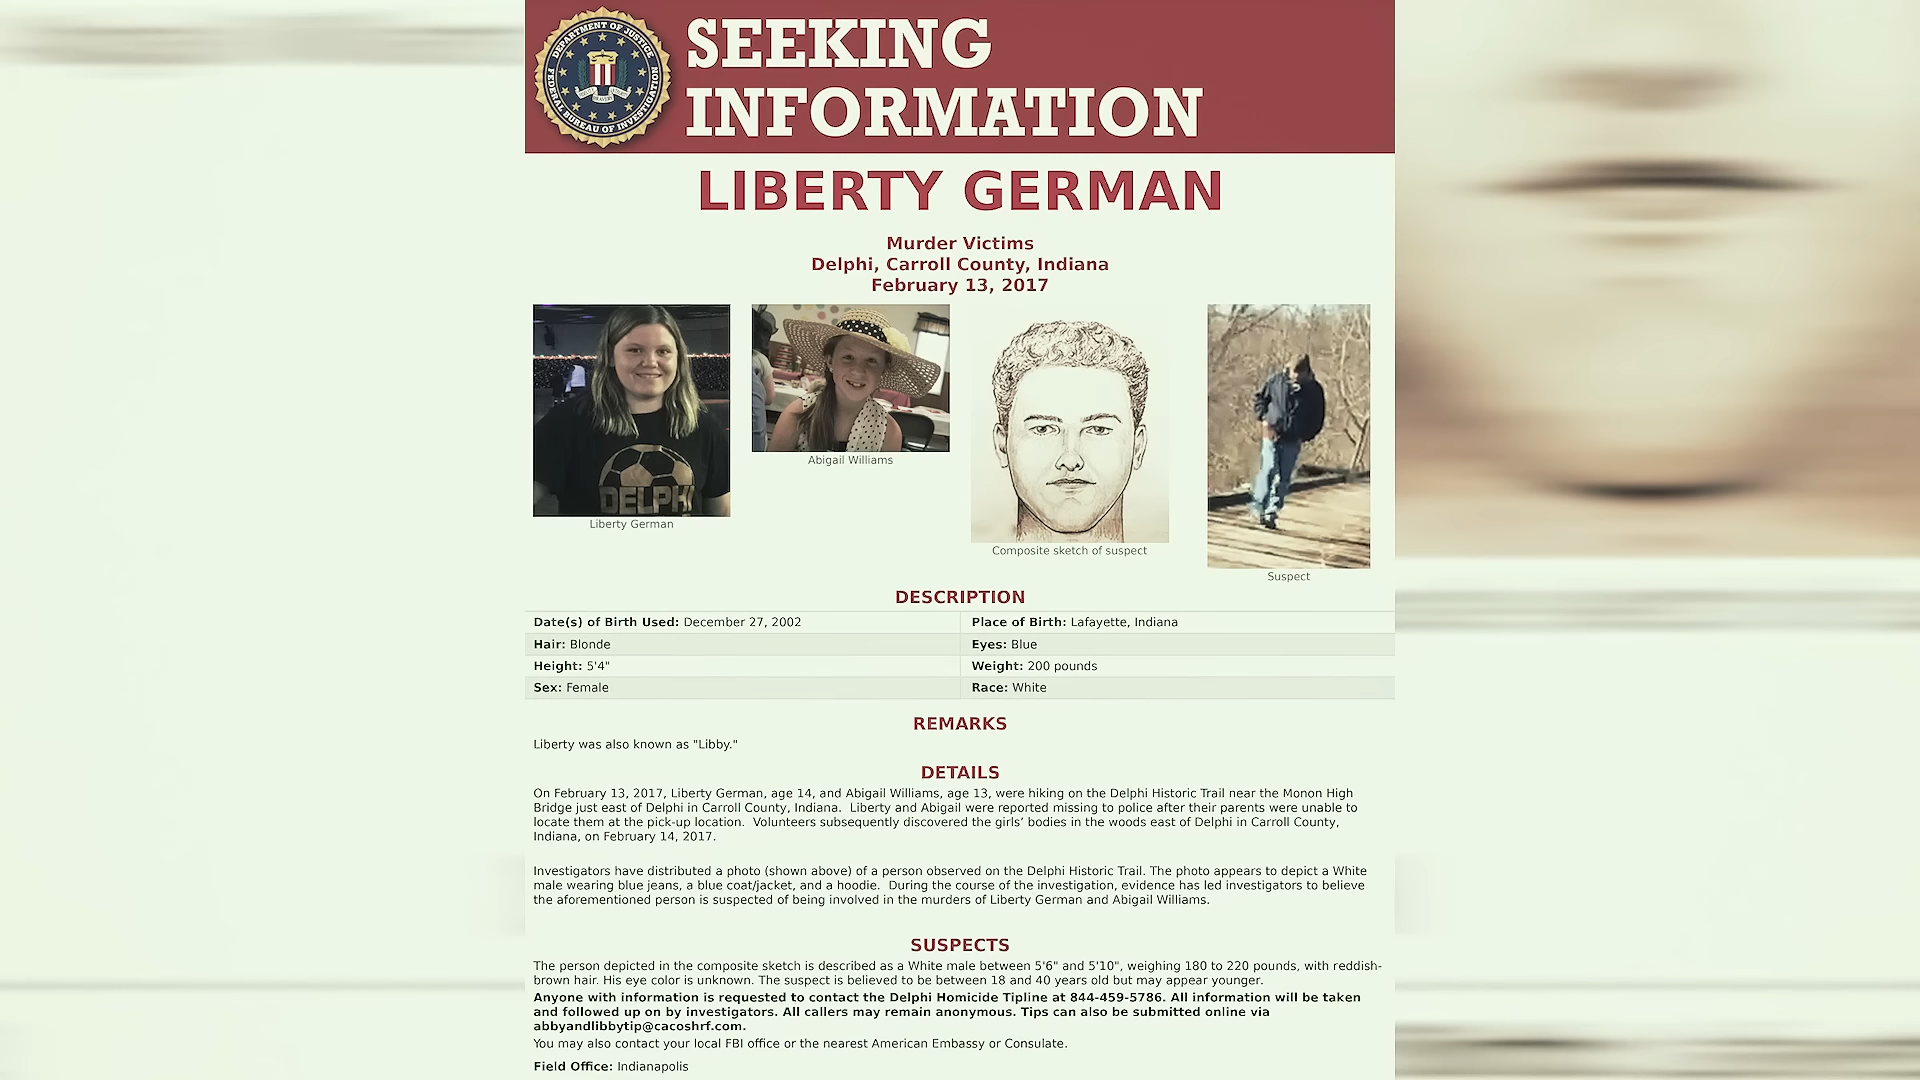 DEPARTMENT OF JUSTICE
FEDERAL BUREAU OF INVESTIGATION
SEEKING
INFORMATION
LIBERTY GERMAN
Murder Victims
Delphi, Carroll County, Indiana
February 13, 2017
DELPHI
Liberty German
Abigail Williams
Composite sketch of suspect
Suspect
DESCRIPTION
Date(s) of Birth Used: December 27, 2002 Place of Birth: Lafayette, Indiana
Hair: Blonde Eyes: Blue
Height: 5'4" Weight: 200 pounds
Sex: Female Race: White
REMARKS
Liberty was also known as "Libby."
DETAILS
On February 13, 2017, Liberty German, age 14, and Abigail Williams, age 13, were hiking on the Delphi Historic Trail near the Monon High
Bridge just east of Delphi in Carroll County, Indiana. Liberty and Abigail were reported missing to police after their parents were unable to
locate them at the pick-up location. Volunteers subsequently discovered the girls’ bodies in the woods east of Delphi in Carroll County,
Indiana, on February 14, 2017.
Investigators have distributed a photo (shown above) of a person observed on the Delphi Historic Trail. The photo appears to depict a White
male wearing blue jeans, a blue coat/jacket, and a hoodie. During the course of the investigation, evidence has led investigators to believe
the aforementioned person is suspected of being involved in the murders of Liberty German and Abigail Williams.
SUSPECTS
The person depicted in the composite sketch is described as a White male between 5'6" and 5'10", weighing 180 to 220 pounds, with reddish-
brown hair. His eye color is unknown. The suspect is believed to be between 18 and 40 years old but may appear younger.
Anyone with information is requested to contact the Delphi Homicide Tipline at 844-459-5786. All information will be taken
and followed up on by investigators. All callers may remain anonymous. Tips can also be submitted online via
abbyandlibbytip@cacoshrf.com.
You may also contact your local FBI office or the nearest American Embassy or Consulate.
Field Office: Indianapolis